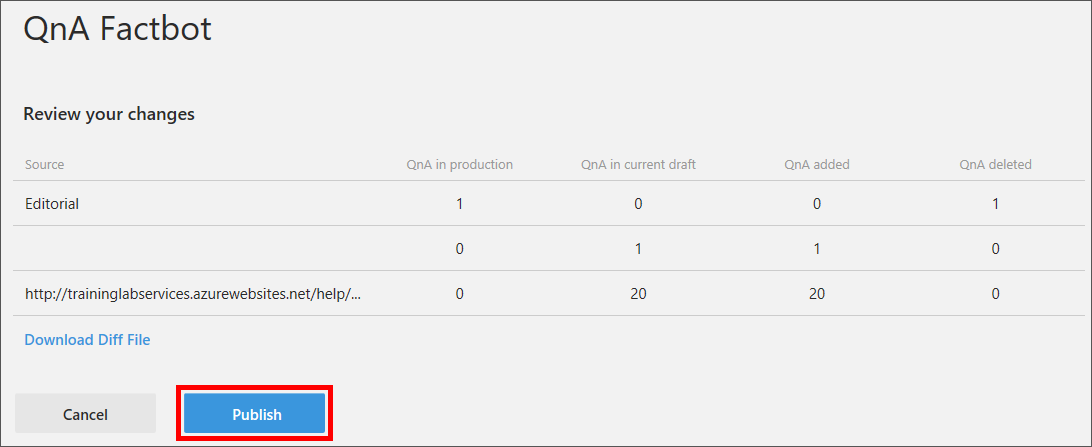 QnA Factbot
Review your changes
Source QnA in production QnA in current draft QnA added QnA deleted
Editorial 1 0 0 1
0 1 1 0
http://traininglabservices.azurewebsites.net/help/... 0 20 20 0
Download Diff File
Cancel Publish